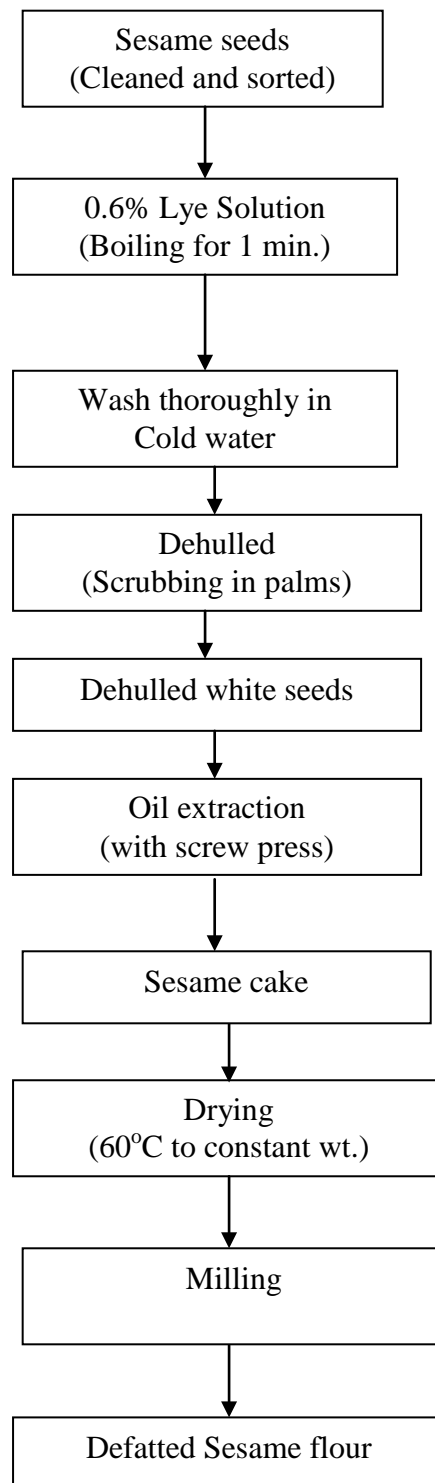 Sesame seeds
(Cleaned and sorted)
0.6% Lye Solution
(Boiling for 1 min.)
Wash thoroughly in
Cold water
Dehulled
(Scrubbing in palms)
Dehulled white seeds
Oil extraction
(with screw press)
Sesame cake
Drying
(60°C to constant wt.)
Milling
Defatted Sesame flour